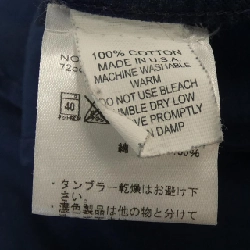 NO.
100% COTTON
MADE IN U.S.A.
MACHINE WASHABLE
WARM
DO NOT USE BLEACH
TUMBLE DRY LOW
PROMPTLY
DAMP
40
綿
・タンブラー乾燥はお避け下
さい。
・濃色製品は他の物と分けて